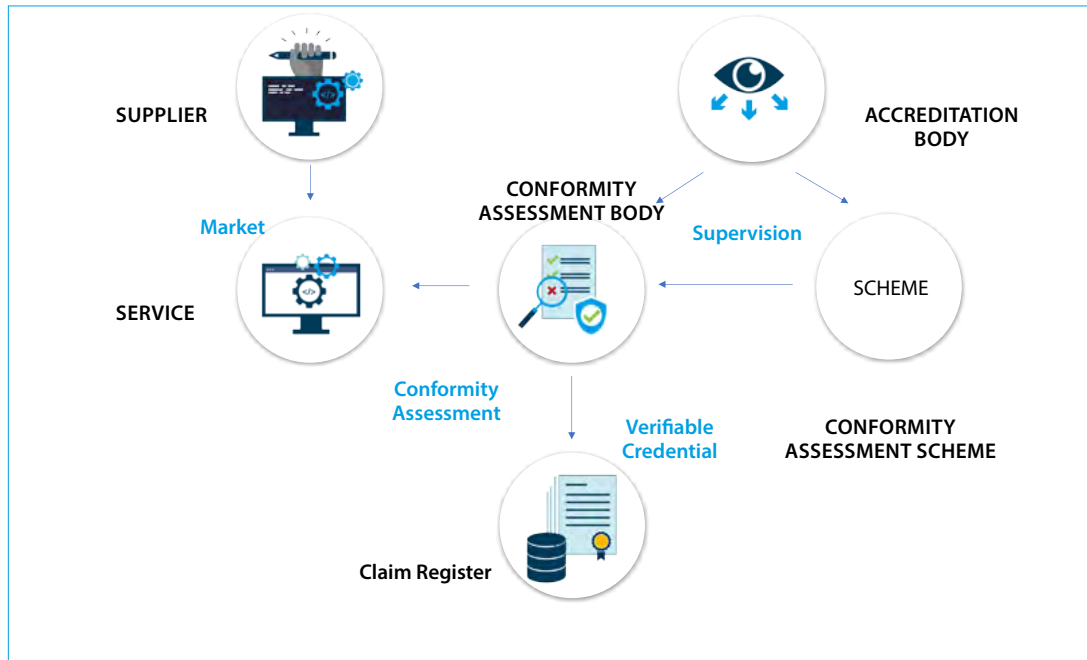 SUPPLIER
ACCREDITATION
BODY
CONFORMITY
ASSESSMENT BODY
Market
Supervision
SERVICE
SCHEME
Conformity
Assessment
Verifiable
Credential
CONFORMITY
ASSESSMENT SCHEME
Claim Register